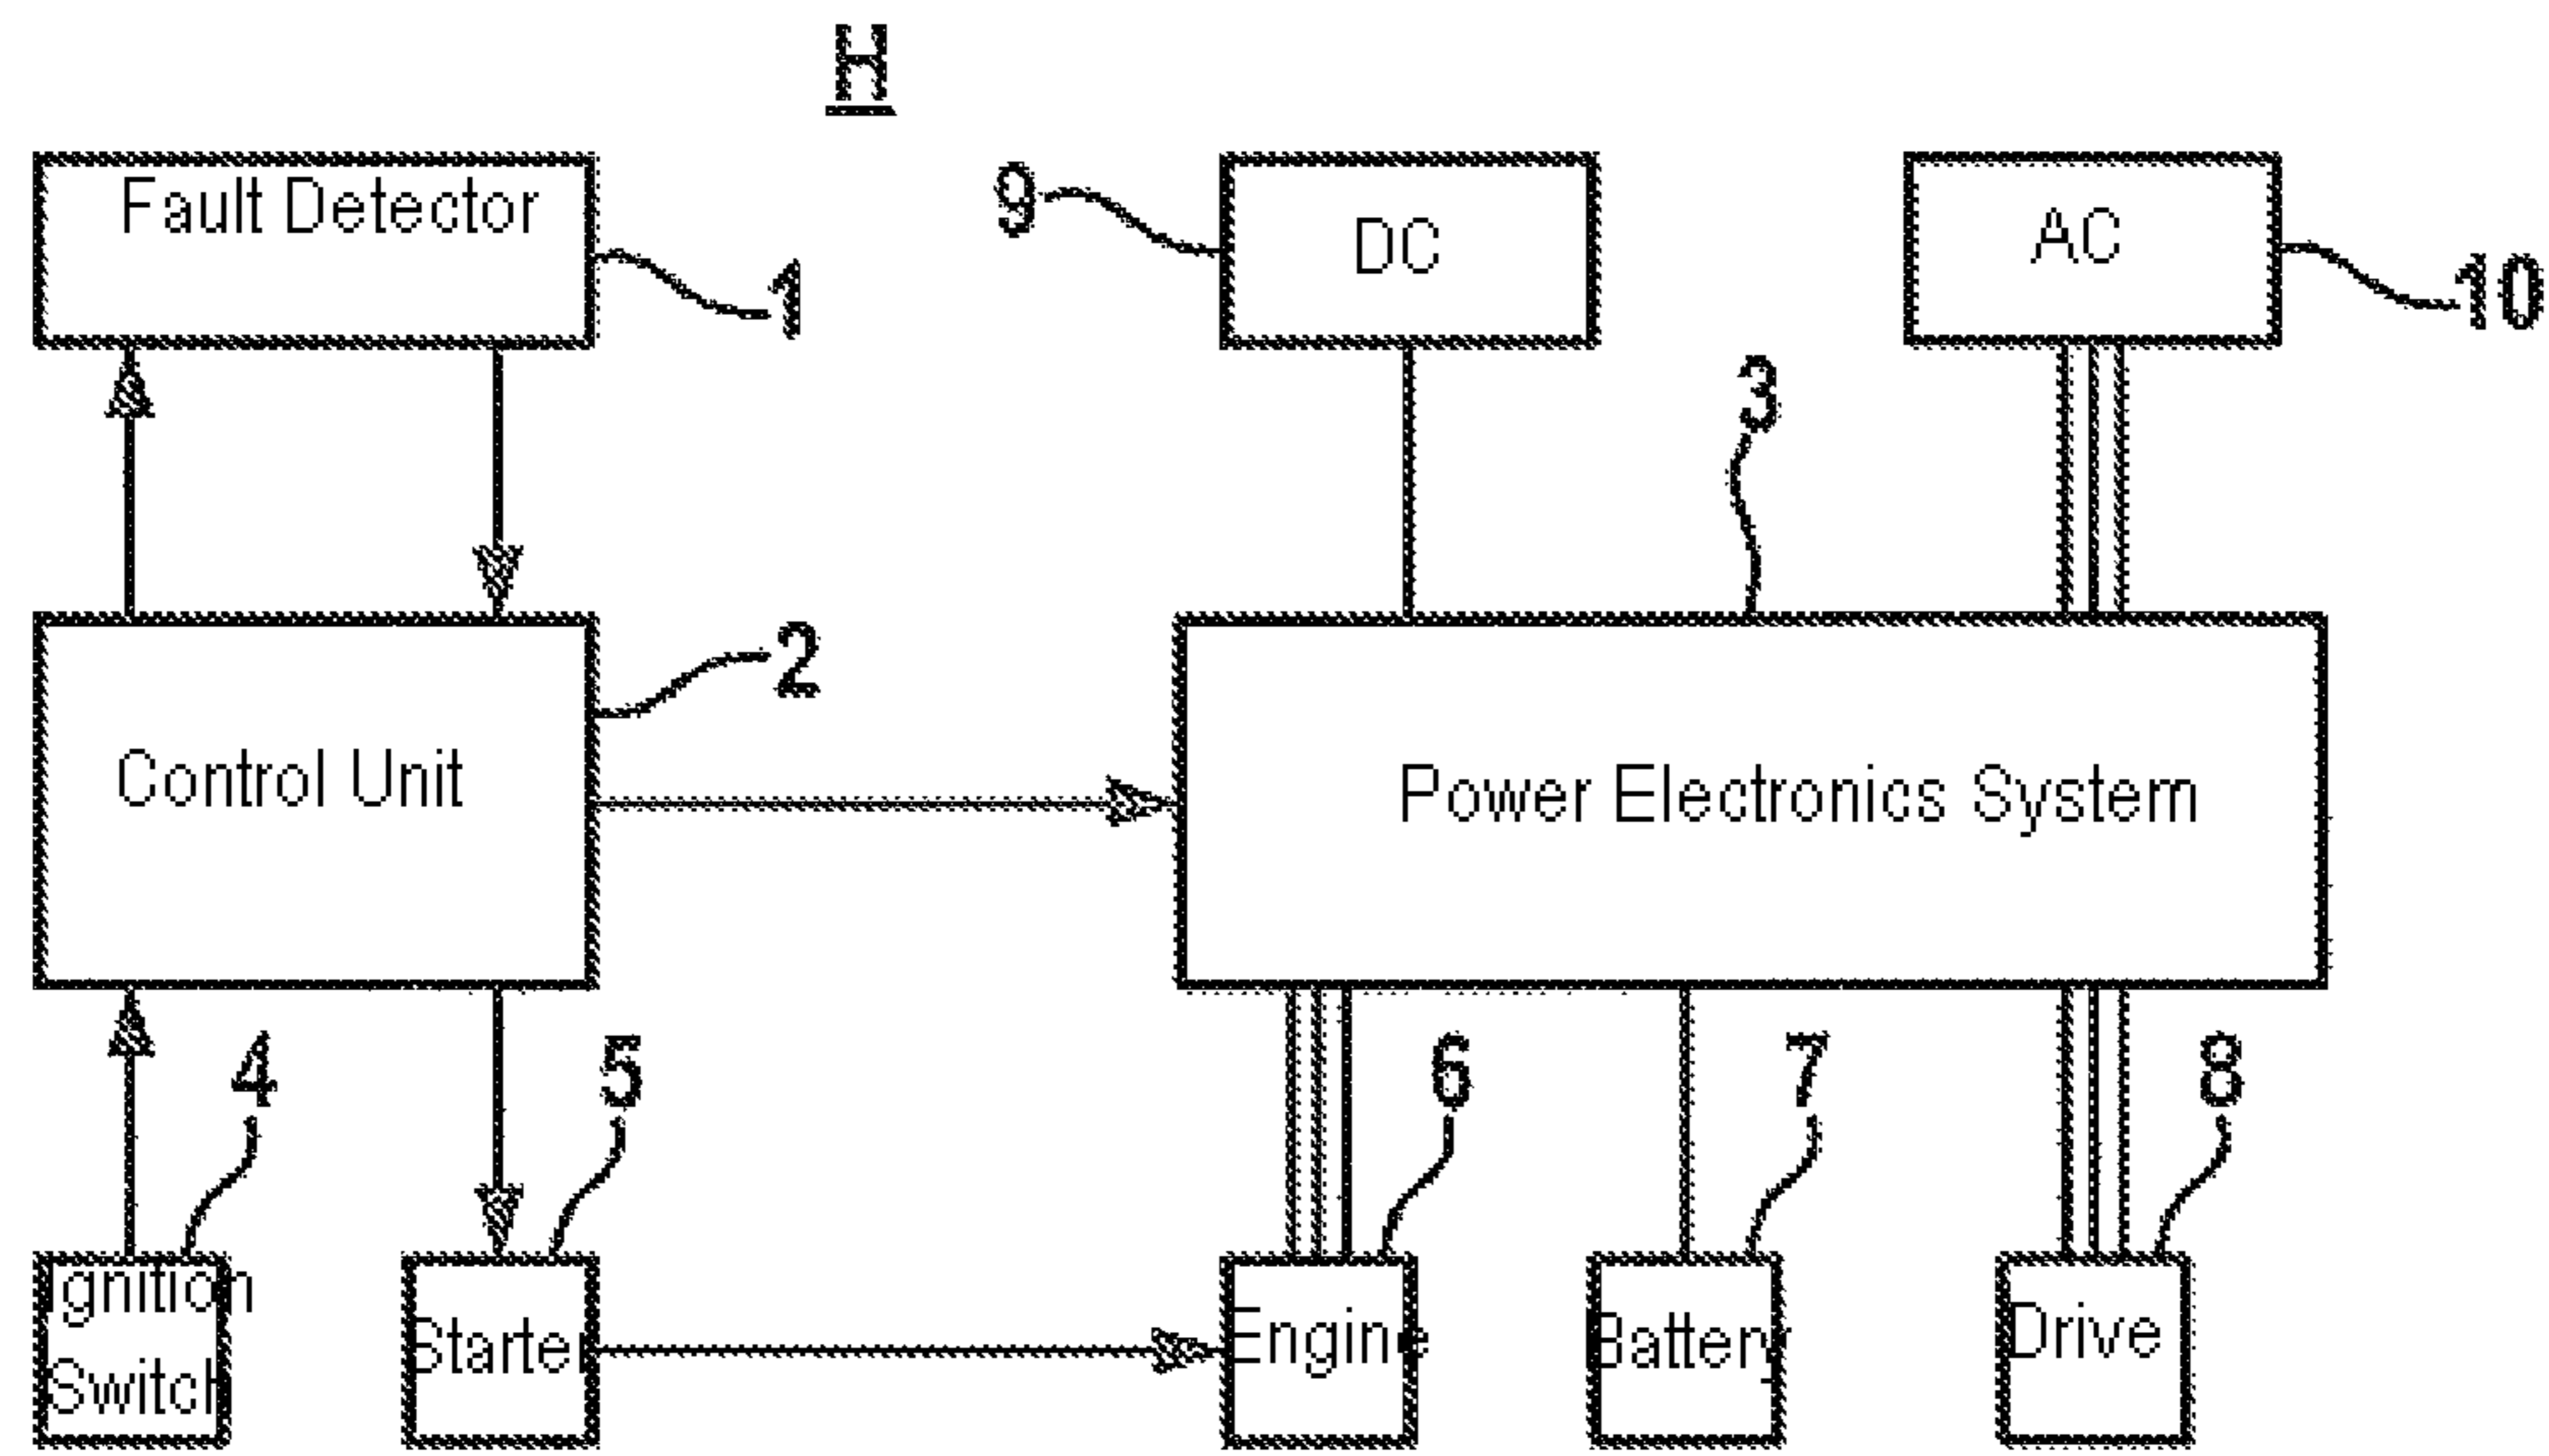 H
Fault Detector
9
DC
AC
1
10
3
2
Control Unit
Power Electronics System
4
5
6
7
8
Ignition
Switch
Starter
Engine
Battery
Drive